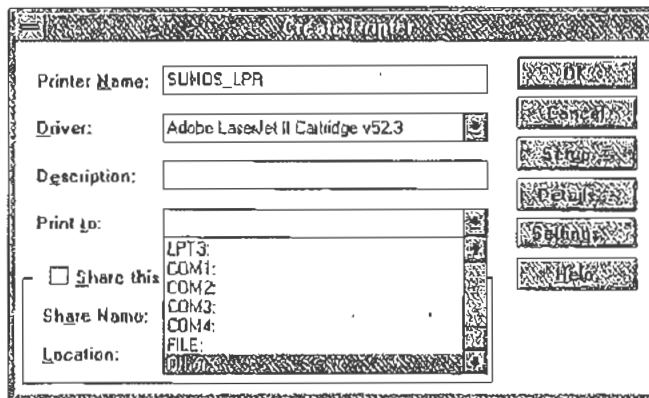 Create Printer
Printer Name: SUNOS_LPR
Driver: Adobe LaserJet II Cartridge v52.3
Description:
Print to:
LPT3:
COM1:
COM2:
COM3:
COM4:
FILE:
Share this
Share Name:
Location:
OK
Cancel
Setup...
Details...
Settings...
Help